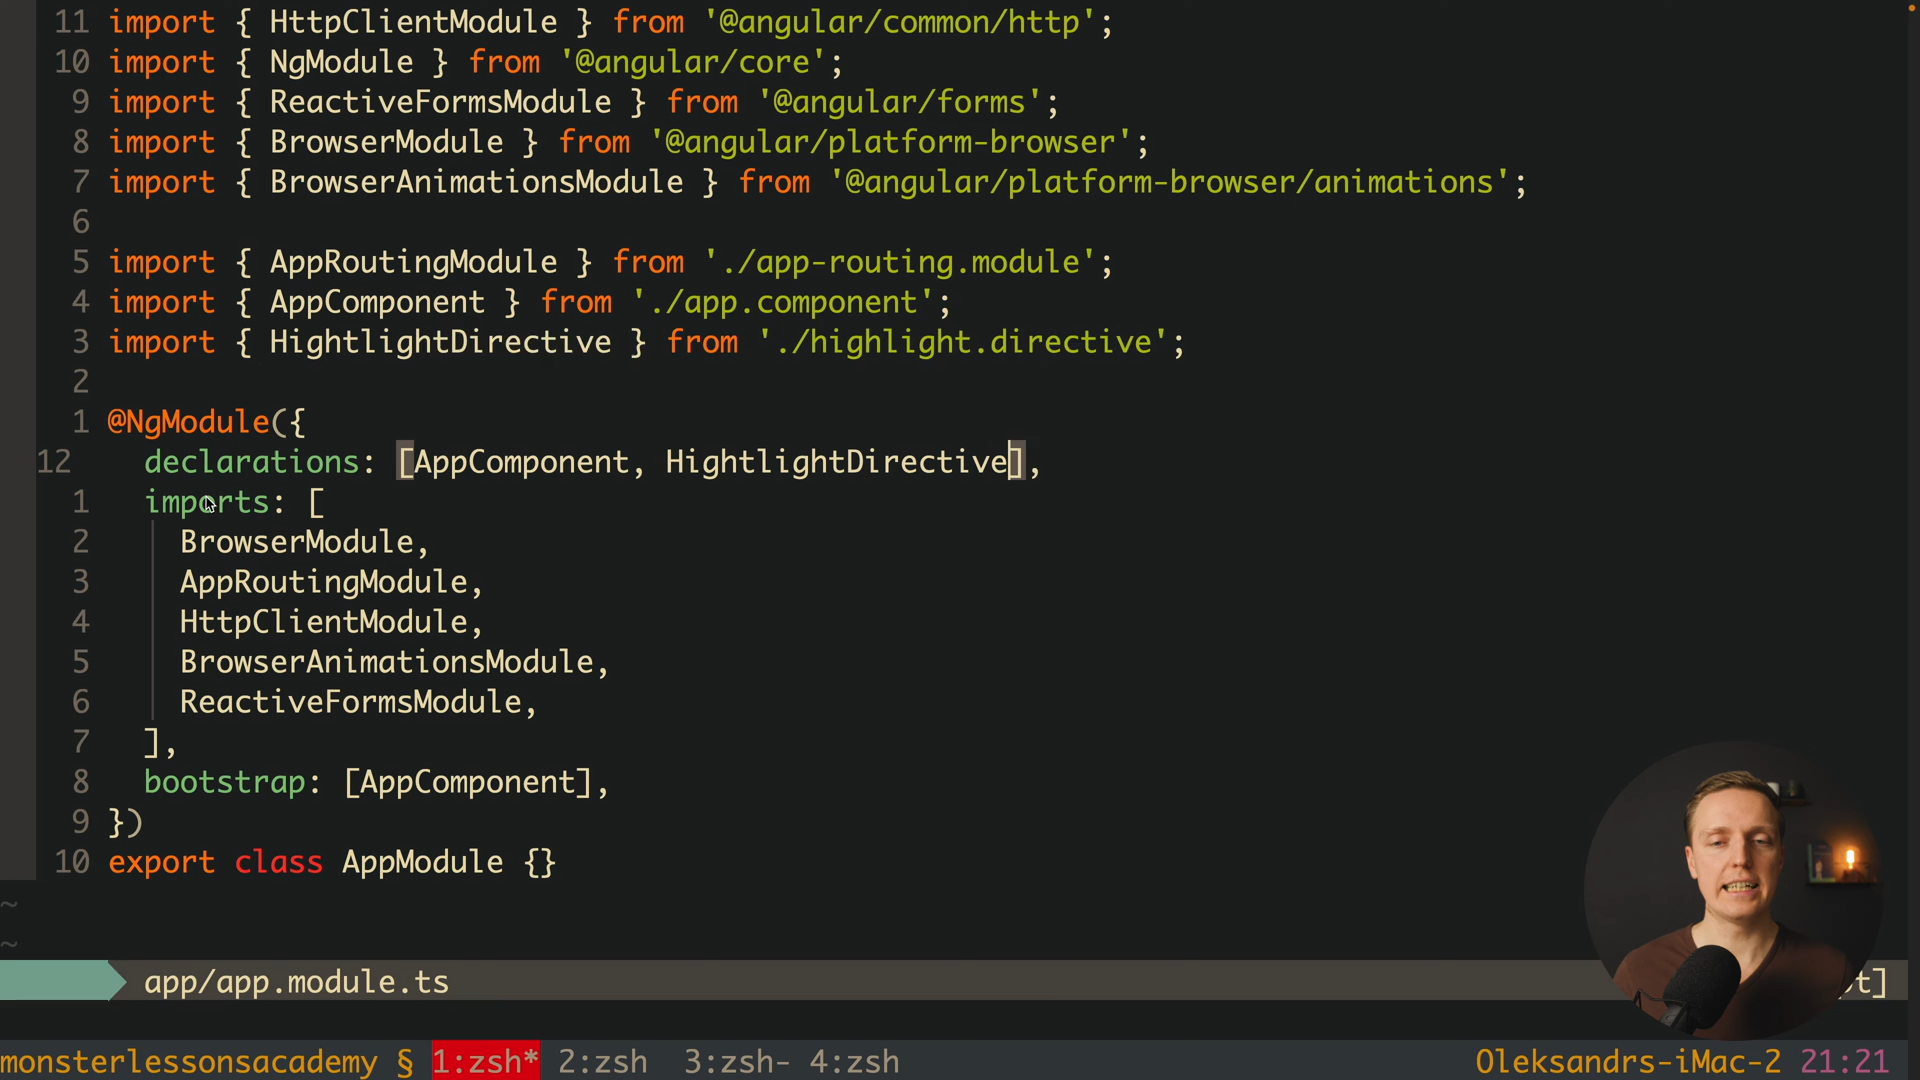 11 import { HttpClientModule } from '@angular/common/http';
10 import { NgModule } from '@angular/core';
9 import { ReactiveFormsModule } from '@angular/forms';
8 import { BrowserModule } from '@angular/platform-browser';
7 import { BrowserAnimationsModule } from '@angular/platform-browser/animations';
6
5 import { AppRoutingModule } from './app-routing.module';
4 import { AppComponent } from './app.component';
3 import { HightlightDirective } from './highlight.directive';
2
1 @NgModule({
12 declarations: [AppComponent, HightlightDirective],
1 imports: [
2 BrowserModule,
3 AppRoutingModule,
4 HttpClientModule,
5 BrowserAnimationsModule,
6 ReactiveFormsModule,
7 ],
8 bootstrap: [AppComponent],
9 })
10 export class AppModule {}
~
~
app/app.module.ts
monsterlessonsacademy § 1:zsh* 2:zsh 3:zsh- 4:zsh Oleksandrs-iMac-2 21:21